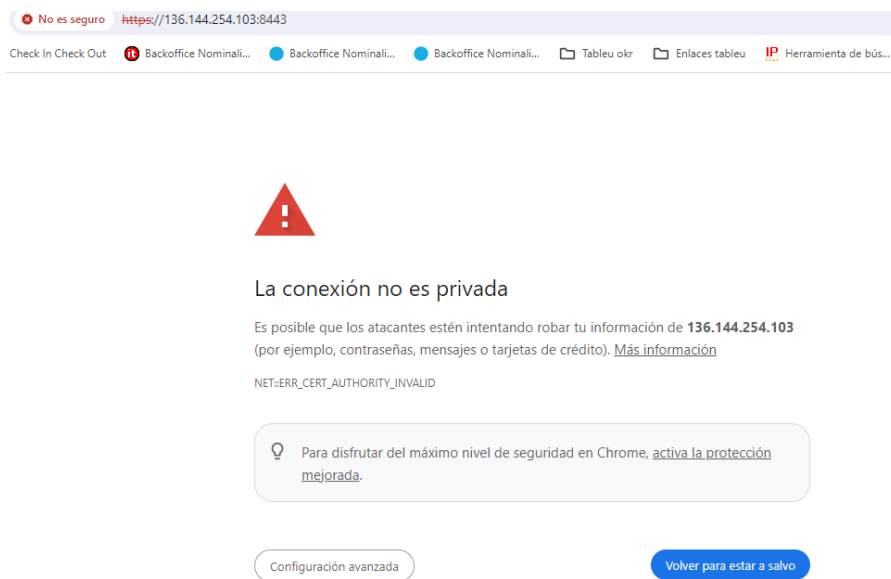 No es seguro https://136.144.254.103:8443
Check In Check Out it Backoffice Nominali... Backoffice Nominali... Backoffice Nominali... Tableu okr Enlaces tableu IP Herramienta de bús...
La conexión no es privada
Es posible que los atacantes estén intentando robar tu información de 136.144.254.103
(por ejemplo, contraseñas, mensajes o tarjetas de crédito). Más información
NET::ERR_CERT_AUTHORITY_INVALID
Para disfrutar del máximo nivel de seguridad en Chrome, activa la protección
mejorada.
Configuración avanzada Volver para estar a salvo